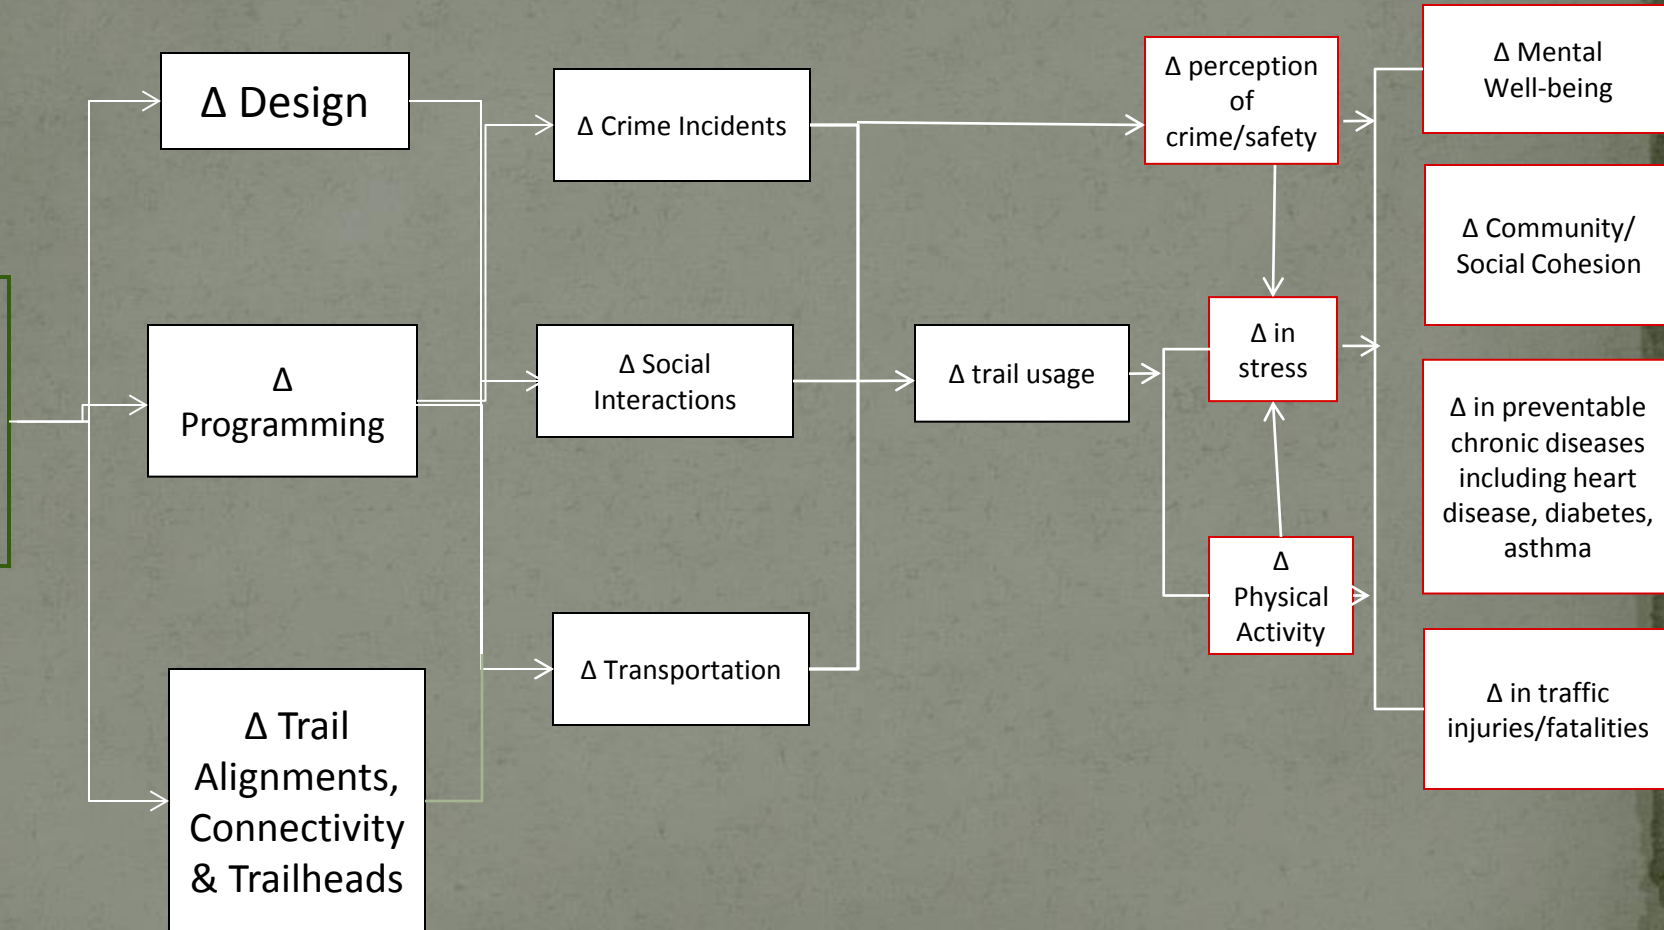 Δ Design
Δ
Programming
Δ Trail
Alignments,
Connectivity
& Trailheads
Δ Crime Incidents
Δ Social
Interactions
Δ Transportation
Δ trail usage
Δ perception
of
crime/safety
Δ in
stress
Δ
Physical
Activity
Δ Mental
Well-being
Δ Community/
Social Cohesion
Δ in preventable
chronic diseases
including heart
disease, diabetes,
asthma
Δ in traffic
injuries/fatalities